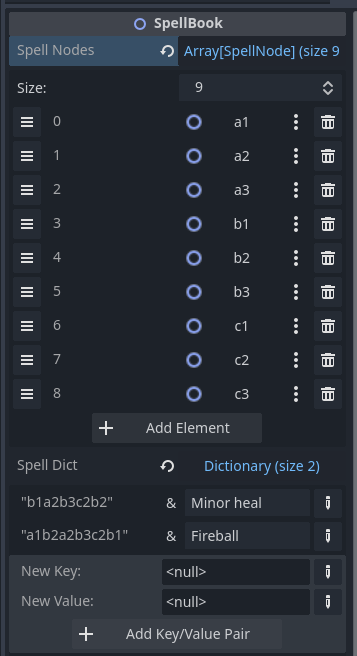 SpellBook
Spell Nodes Array[SpellNode] (size 9
Size: 9
0 a1
1 a2
2 a3
3 b1
4 b2
5 b3
6 c1
7 c2
8 c3
Add Element
Spell Dict Dictionary (size 2)
"b1a2b3c2b2" & Minor heal
"a1b2a2b3c2b1" & Fireball
New Key: <null>
New Value: <null>
Add Key/Value Pair